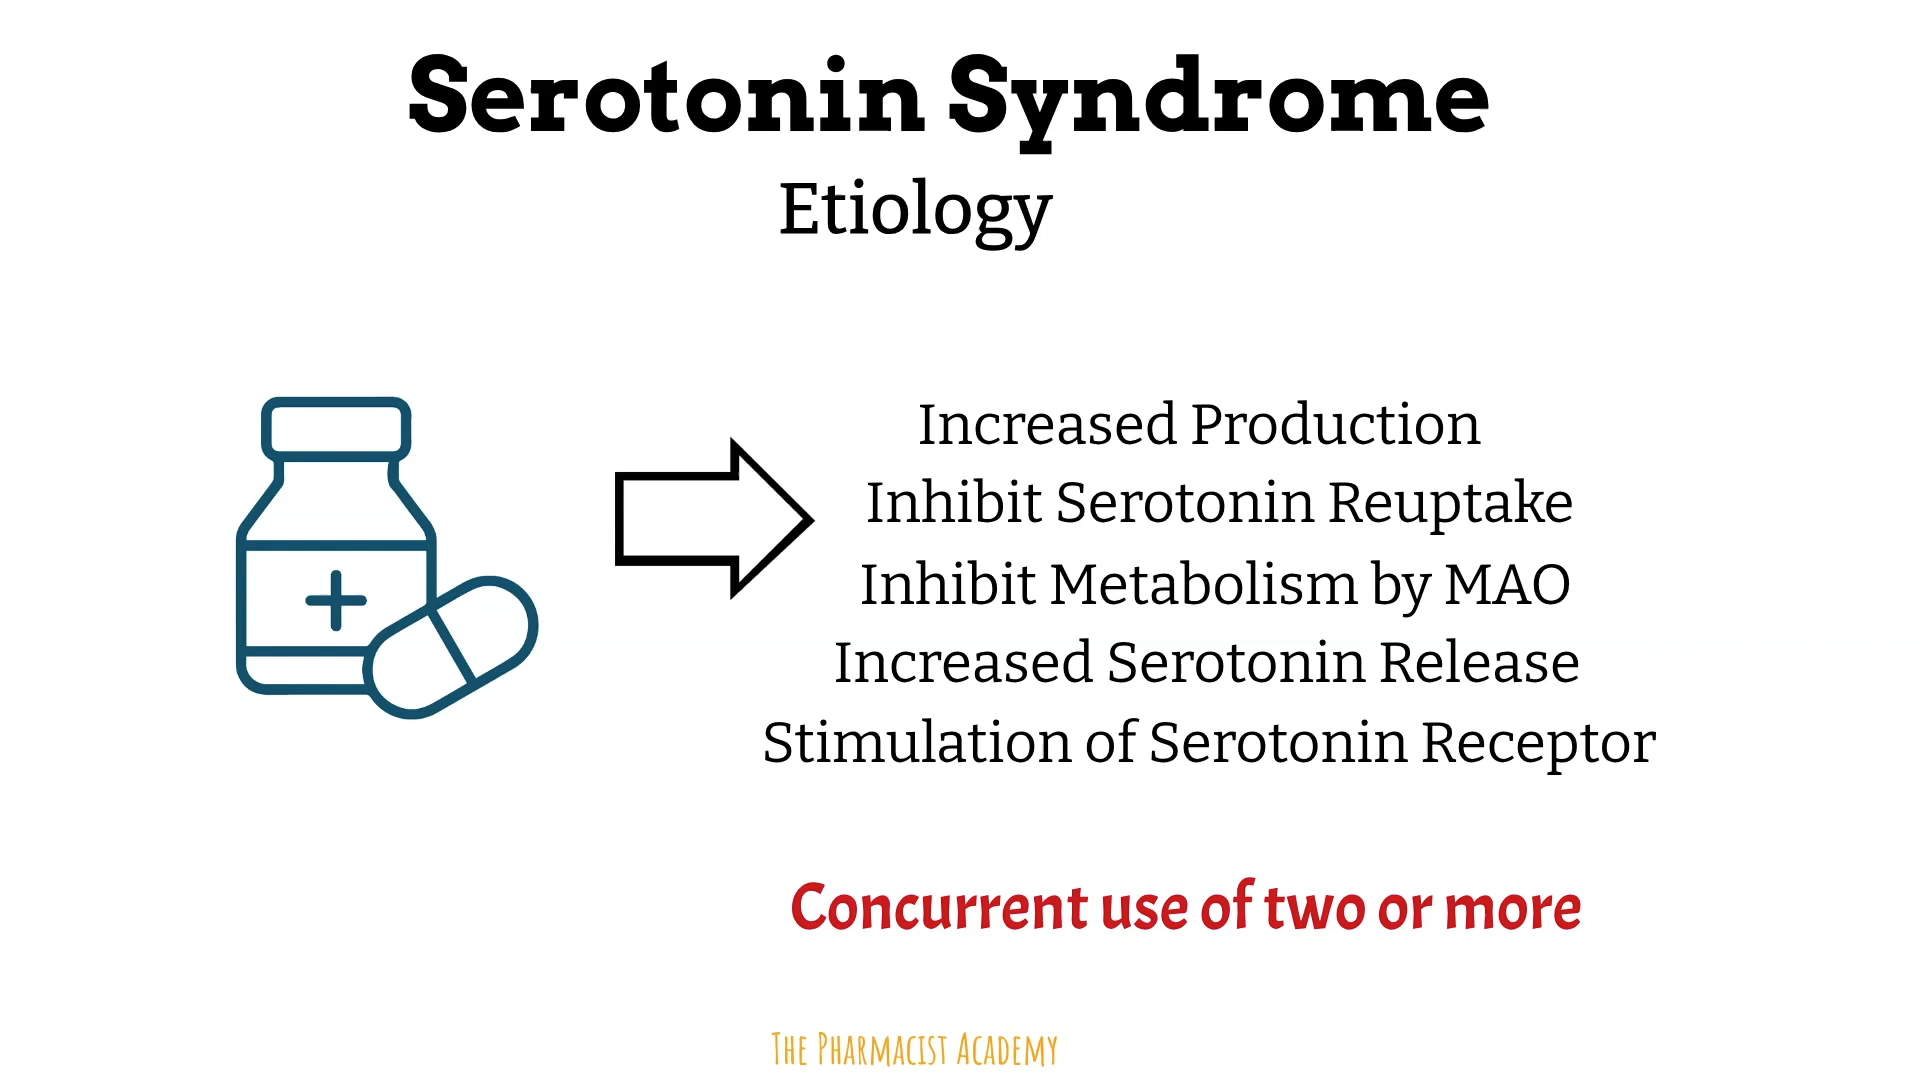 Serotonin Syndrome
Etiology
Increased Production
Inhibit Serotonin Reuptake
Inhibit Metabolism by MAO
Increased Serotonin Release
Stimulation of Serotonin Receptor
Concurrent use of two or more
The Pharmacist Academy